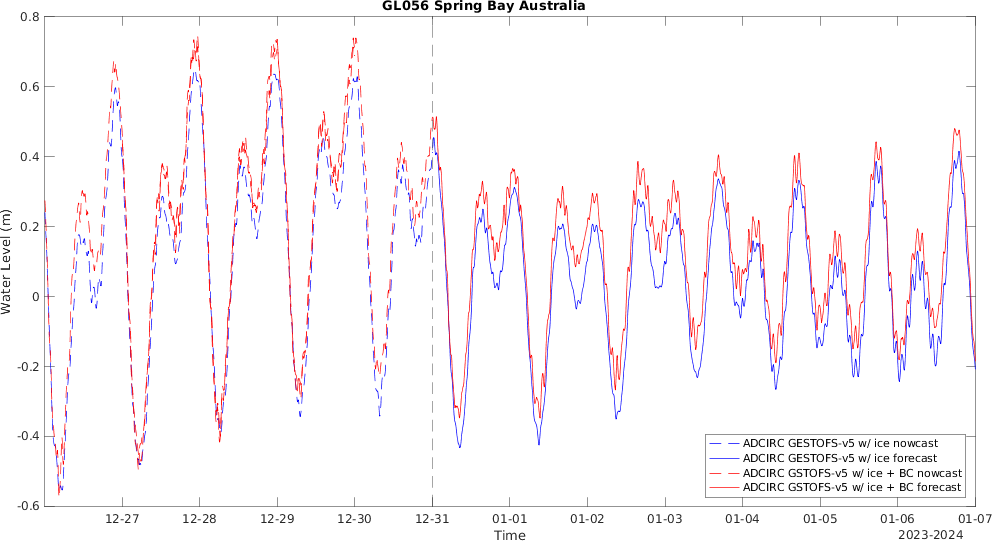 GL056 Spring Bay Australia
Water Level (m)
0.8
0.6
0.4
0.2
0
-0.2
-0.4
-0.6
12-27 12-28 12-29 12-30 12-31 01-01 01-02 01-03 01-04 01-05 01-06 01-07
Time
2023-2024
ADCIRC GESTOFS-v5 w/ ice nowcast
ADCIRC GESTOFS-v5 w/ ice forecast
ADCIRC GSTOFS-v5 w/ ice + BC nowcast
ADCIRC GSTOFS-v5 w/ ice + BC forecast